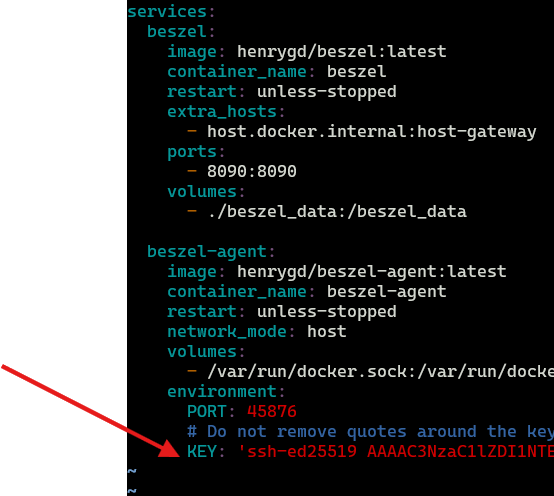 services:
  beszel:
    image: henrygd/beszel:latest
    container_name: beszel
    restart: unless-stopped
    extra_hosts:
      - host.docker.internal:host-gateway
    ports:
      - 8090:8090
    volumes:
      - ./beszel_data:/beszel_data
  beszel-agent:
    image: henrygd/beszel-agent:latest
    container_name: beszel-agent
    restart: unless-stopped
    network_mode: host
    volumes:
      - /var/run/docker.sock:/var/run/docke
    environment:
      PORT: 45876
      # Do not remove quotes around the key
      KEY: 'ssh-ed25519 AAAAC3NzaC1lZDI1NTE
~
~